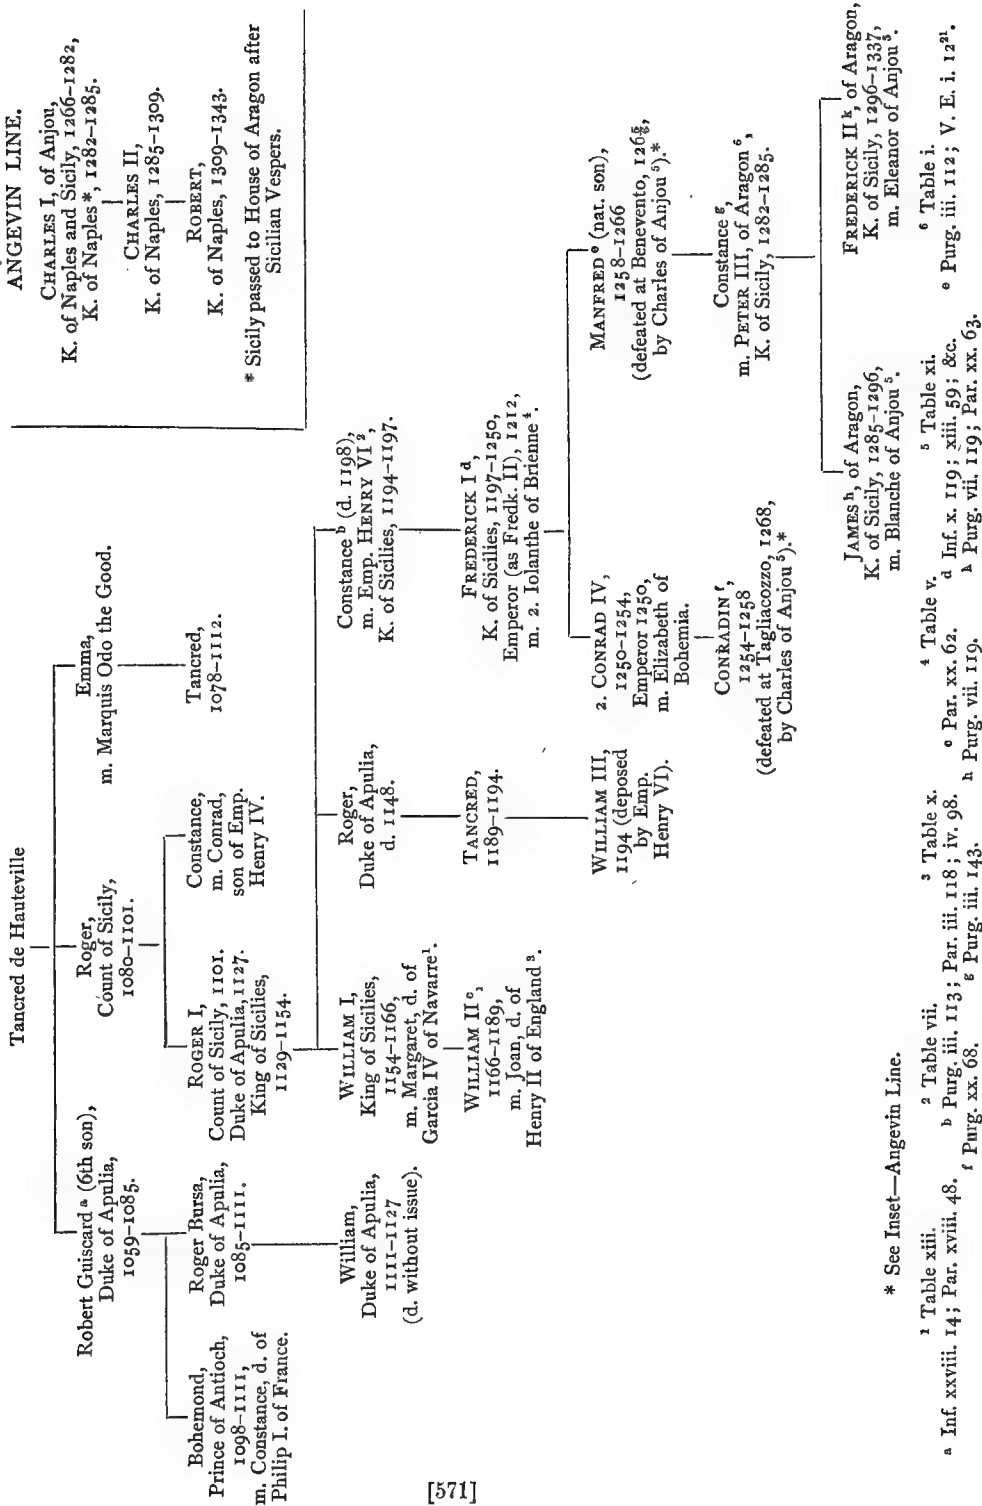 Tancred de Hauteville
Robert Guiscard ᵃ (6th son),
Duke of Apulia,
1059–1085.
Roger,
Count of Sicily,
1080–1101.
Emma,
m. Marquis Odo the Good.
Bohemond,
Prince of Antioch,
1098–1111,
m. Constance, d. of
Philip I. of France.
Roger Bursa,
Duke of Apulia,
1085–1111.
ROGER I,
Count of Sicily, 1101.
Duke of Apulia, 1127.
King of Sicilies,
1129–1154.
Constance,
m. Conrad,
son of Emp.
Henry IV.
Tancred,
1078–1112.
William,
Duke of Apulia,
1111–1127
(d. without issue).
WILLIAM I,
King of Sicilies,
1154–1166,
m. Margaret, d. of
Garcia IV of Navarre¹.
Roger,
Duke of Apulia,
d. 1148.
Constance ᵇ (d. 1198),
m. Emp. HENRY VI ²,
K. of Sicilies, 1194–1197.
WILLIAM II ᶜ,
1166–1189,
m. Joan, d. of
Henry II of England ³.
TANCRED,
1189–1194.
FREDERICK I ᵈ,
K. of Sicilies, 1197–1250,
Emperor (as Fredk. II), 1212,
m. 2. Iolanthe of Brienne ⁴.
WILLIAM III,
1194 (deposed
by Emp.
Henry VI).
2. CONRAD IV,
1250–1254,
Emperor 1250,
m. Elizabeth of
Bohemia.
MANFRED ᵉ (nat. son),
1258–1266
(defeated at Benevento, 126⅚,
by Charles of Anjou ⁵).*
CONRADIN ᶠ,
1254–1258
(defeated at Tagliacozzo, 1268,
by Charles of Anjou ⁵).*
Constance ᵍ,
m. PETER III, of Aragon ⁶,
K. of Sicily, 1282–1285.
JAMES ʰ, of Aragon,
K. of Sicily, 1285–1296,
m. Blanche of Anjou ⁵.
FREDERICK II ᵏ, of Aragon,
K. of Sicily, 1296–1337,
m. Eleanor of Anjou ⁵.
ANGEVIN LINE.
CHARLES I, of Anjou,
K. of Naples and Sicily, 1266–1282,
K. of Naples *, 1282–1285.
CHARLES II,
K. of Naples, 1285–1309.
ROBERT,
K. of Naples, 1309–1343.
* Sicily passed to House of Aragon after
Sicilian Vespers.
* See Inset—Angevin Line.
¹ Table xiii. ² Table vii. ³ Table x. ⁴ Table v. ⁵ Table xi. ⁶ Table i.
ᵃ Inf. xxviii. 14; Par. xviii. 48. ᵇ Purg. iii. 113; Par. iii. 118; iv. 98. ᶜ Par. xx. 62. ᵈ Inf. x. 119; xiii. 59; &c. ᵉ Purg. iii. 112; V. E. i. 12²¹.
ᶠ Purg. xx. 68. ᵍ Purg. iii. 143. ʰ Purg. vii. 119. ᵏ Purg. vii. 119; Par. xx. 63.
[571]